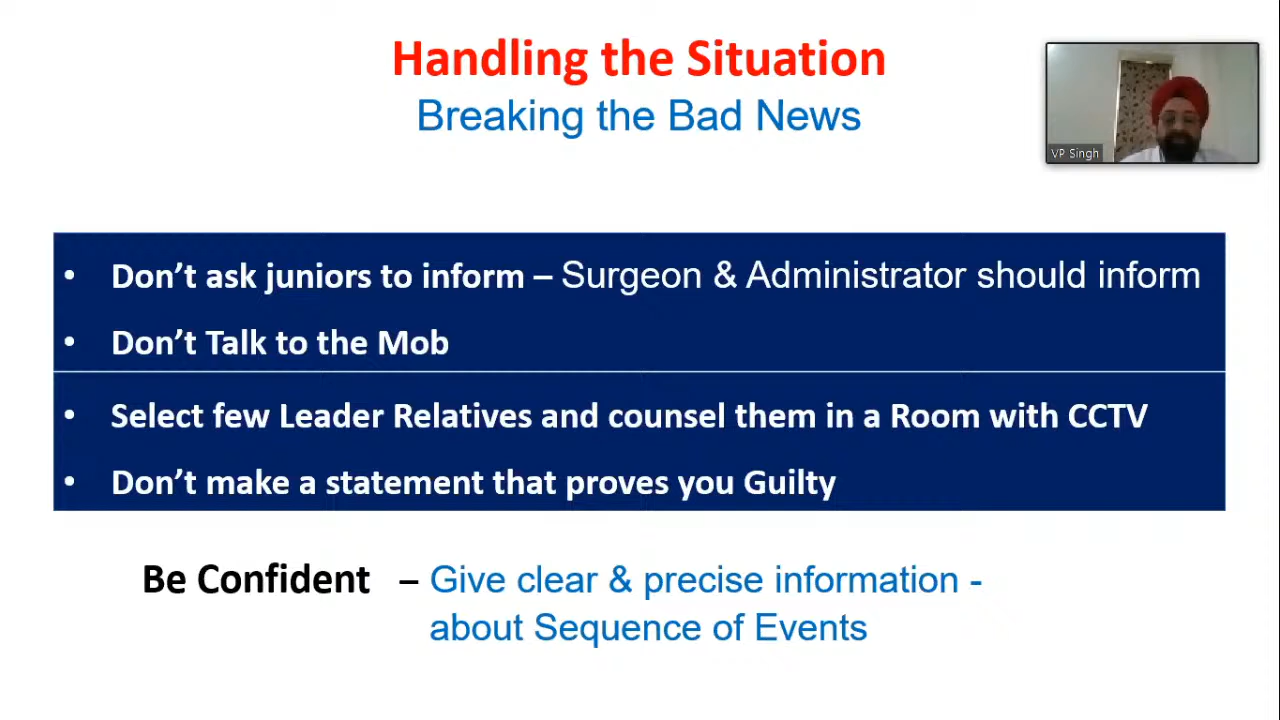 Handling the Situation
Breaking the Bad News
VP Singh
• Don’t ask juniors to inform – Surgeon & Administrator should inform
• Don’t Talk to the Mob
• Select few Leader Relatives and counsel them in a Room with CCTV
• Don’t make a statement that proves you Guilty
Be Confident – Give clear & precise information -
about Sequence of Events